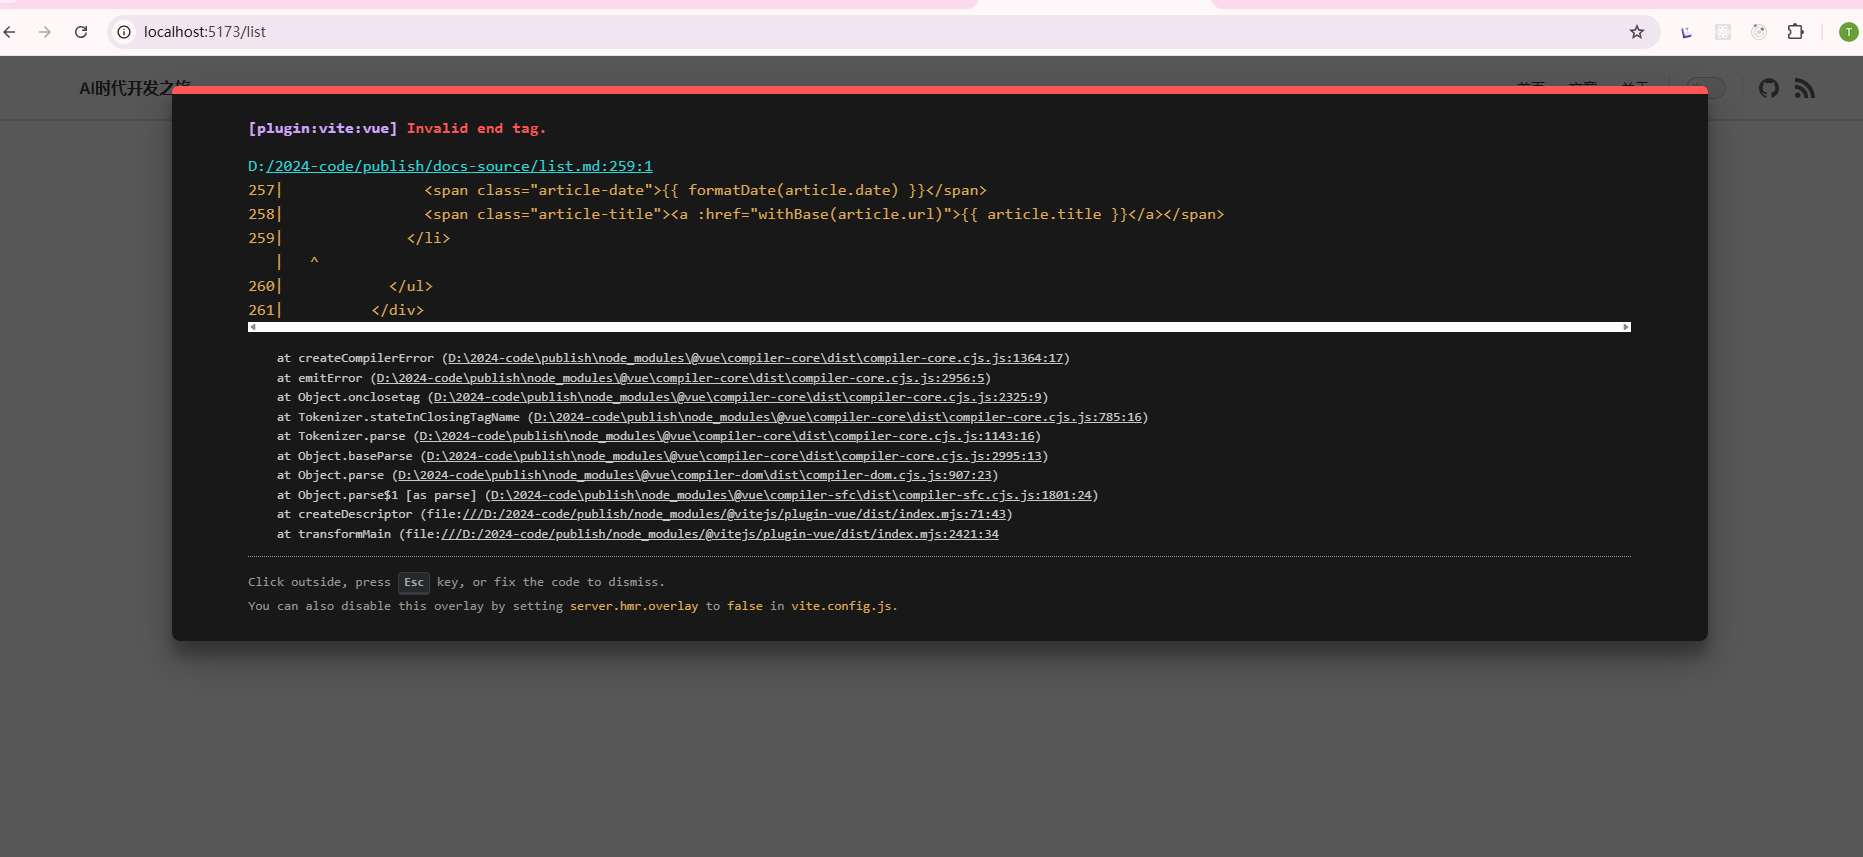 localhost:5173/list
T
AI时代开发之旅
首页 文章 关于
[plugin:vite:vue] Invalid end tag.
D:/2024-code/publish/docs-source/list.md:259:1
257|                <span class="article-date">{{ formatDate(article.date) }}</span>
258|                <span class="article-title"><a :href="withBase(article.url)">{{ article.title }}</a></span>
259|              </li>
   |   ^
260|            </ul>
261|          </div>
at createCompilerError (D:\2024-code\publish\node_modules\@vue\compiler-core\dist\compiler-core.cjs.js:1364:17)
at emitError (D:\2024-code\publish\node_modules\@vue\compiler-core\dist\compiler-core.cjs.js:2956:5)
at Object.onclosetag (D:\2024-code\publish\node_modules\@vue\compiler-core\dist\compiler-core.cjs.js:2325:9)
at Tokenizer.stateInClosingTagName (D:\2024-code\publish\node_modules\@vue\compiler-core\dist\compiler-core.cjs.js:785:16)
at Tokenizer.parse (D:\2024-code\publish\node_modules\@vue\compiler-core\dist\compiler-core.cjs.js:1143:16)
at Object.baseParse (D:\2024-code\publish\node_modules\@vue\compiler-core\dist\compiler-core.cjs.js:2995:13)
at Object.parse (D:\2024-code\publish\node_modules\@vue\compiler-dom\dist\compiler-dom.cjs.js:907:23)
at Object.parse$1 [as parse] (D:\2024-code\publish\node_modules\@vue\compiler-sfc\dist\compiler-sfc.cjs.js:1801:24)
at createDescriptor (file:///D:/2024-code/publish/node_modules/@vitejs/plugin-vue/dist/index.mjs:71:43)
at transformMain (file:///D:/2024-code/publish/node_modules/@vitejs/plugin-vue/dist/index.mjs:2421:34
Click outside, press Esc key, or fix the code to dismiss.
You can also disable this overlay by setting server.hmr.overlay to false in vite.config.js.